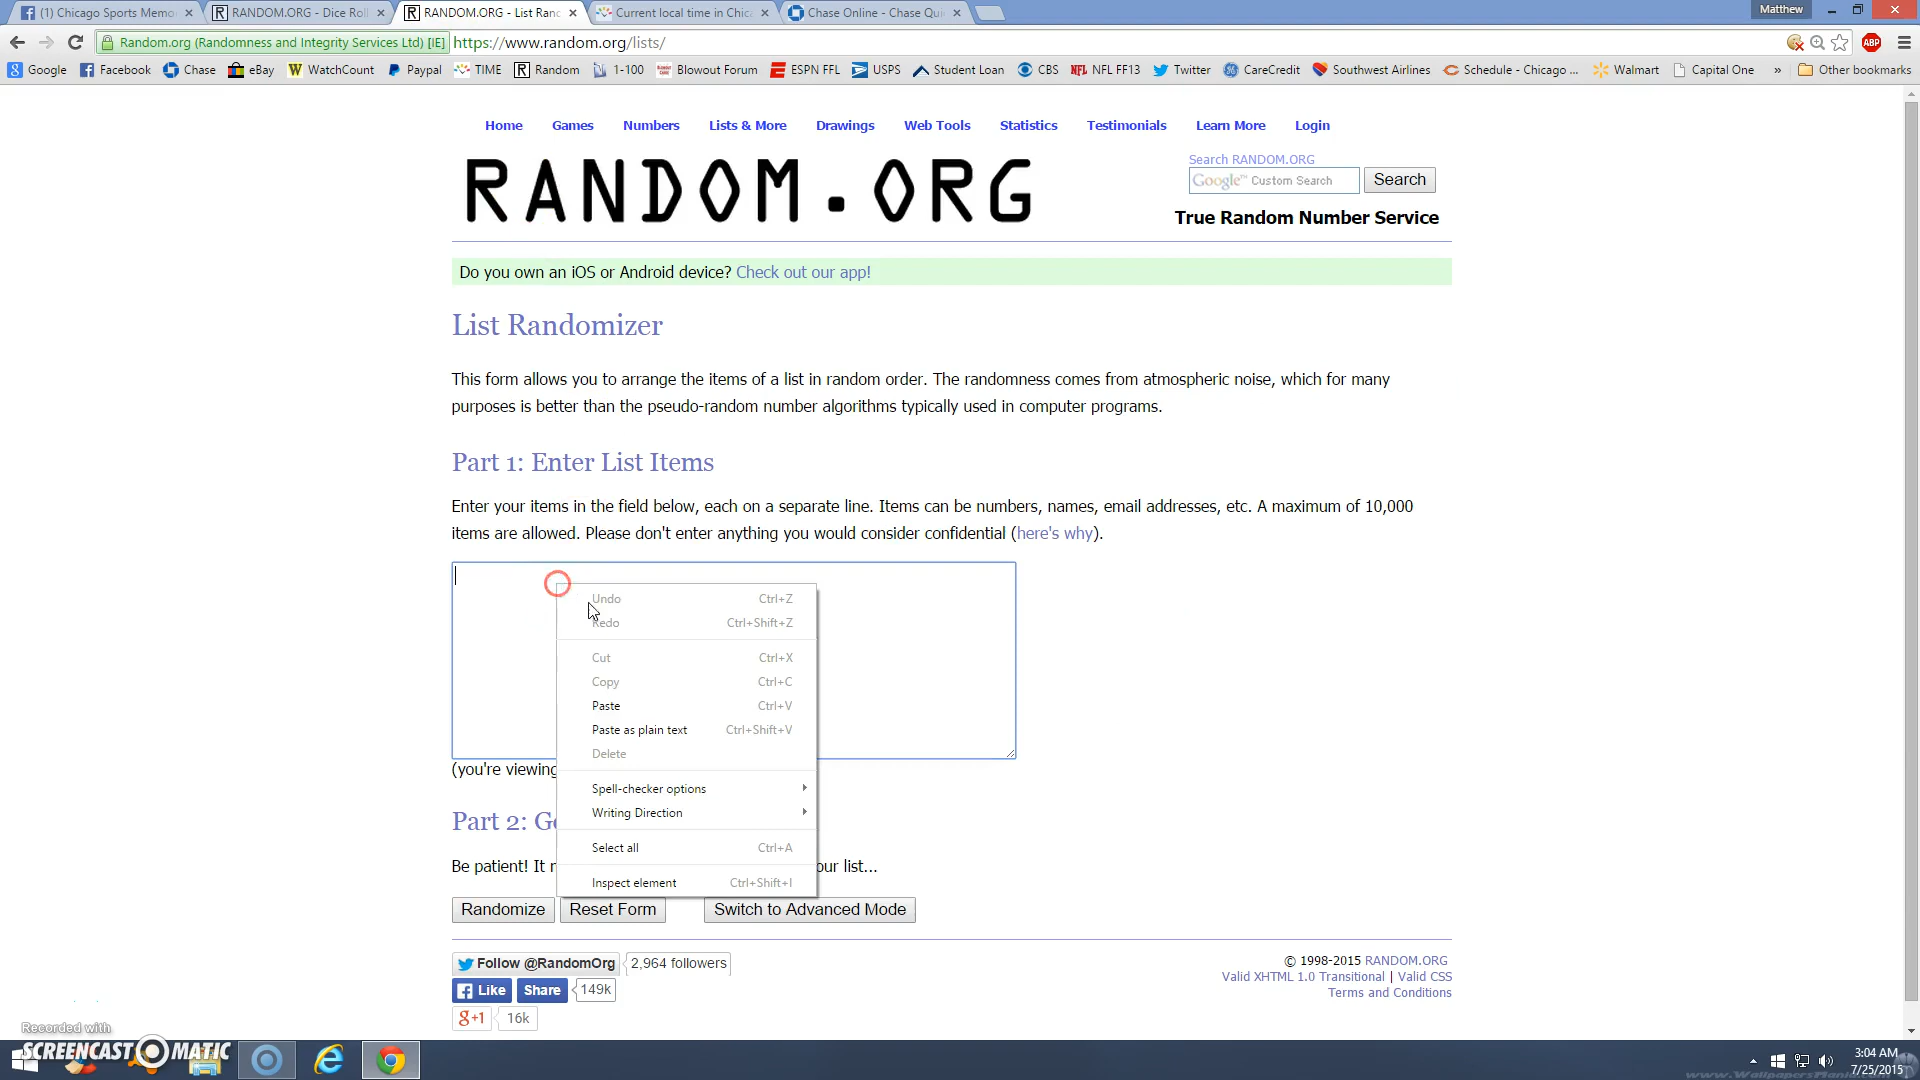 (1) Chicago Sports Memo
RANDOM.ORG - Dice Roll
RANDOM.ORG - List Ran
Current local time in Chic
Chase Online - Chase Qui
Matthew
Random.org (Randomness and Integrity Services Ltd) [IE]
https://www.random.org/lists/
ABP
Google
Facebook
Chase
eBay
WatchCount
Paypal
TIME
Random
1-100
Blowout Forum
ESPN FFL
USPS
Student Loan
CBS
NFL FF13
Twitter
CareCredit
Southwest Airlines
Schedule - Chicago ...
Walmart
Capital One
»
Other bookmarks
Home
Games
Numbers
Lists & More
Drawings
Web Tools
Statistics
Testimonials
Learn More
Login
RANDOM.ORG
Search RANDOM.ORG
Google™ Custom Search
Search
True Random Number Service
Do you own an iOS or Android device? Check out our app!
List Randomizer
This form allows you to arrange the items of a list in random order. The randomness comes from atmospheric noise, which for many
purposes is better than the pseudo-random number algorithms typically used in computer programs.
Part 1: Enter List Items
Enter your items in the field below, each on a separate line. Items can be numbers, names, email addresses, etc. A maximum of 10,000
items are allowed. Please don't enter anything you would consider confidential (here's why).
Undo Ctrl+Z
Redo Ctrl+Shift+Z
Cut Ctrl+X
Copy Ctrl+C
Paste Ctrl+V
Paste as plain text Ctrl+Shift+V
Delete
Spell-checker options
Writing Direction
Select all Ctrl+A
Inspect element Ctrl+Shift+I
(you're viewing
Part 2: G
Be patient! It
our list...
Randomize
Reset Form
Switch to Advanced Mode
Follow @RandomOrg
2,964 followers
Like
Share
149k
g+1
16k
© 1998-2015 RANDOM.ORG
Valid XHTML 1.0 Transitional | Valid CSS
Terms and Conditions
Recorded with
SCREENCAST MATIC
3:04 AM
7/25/2015